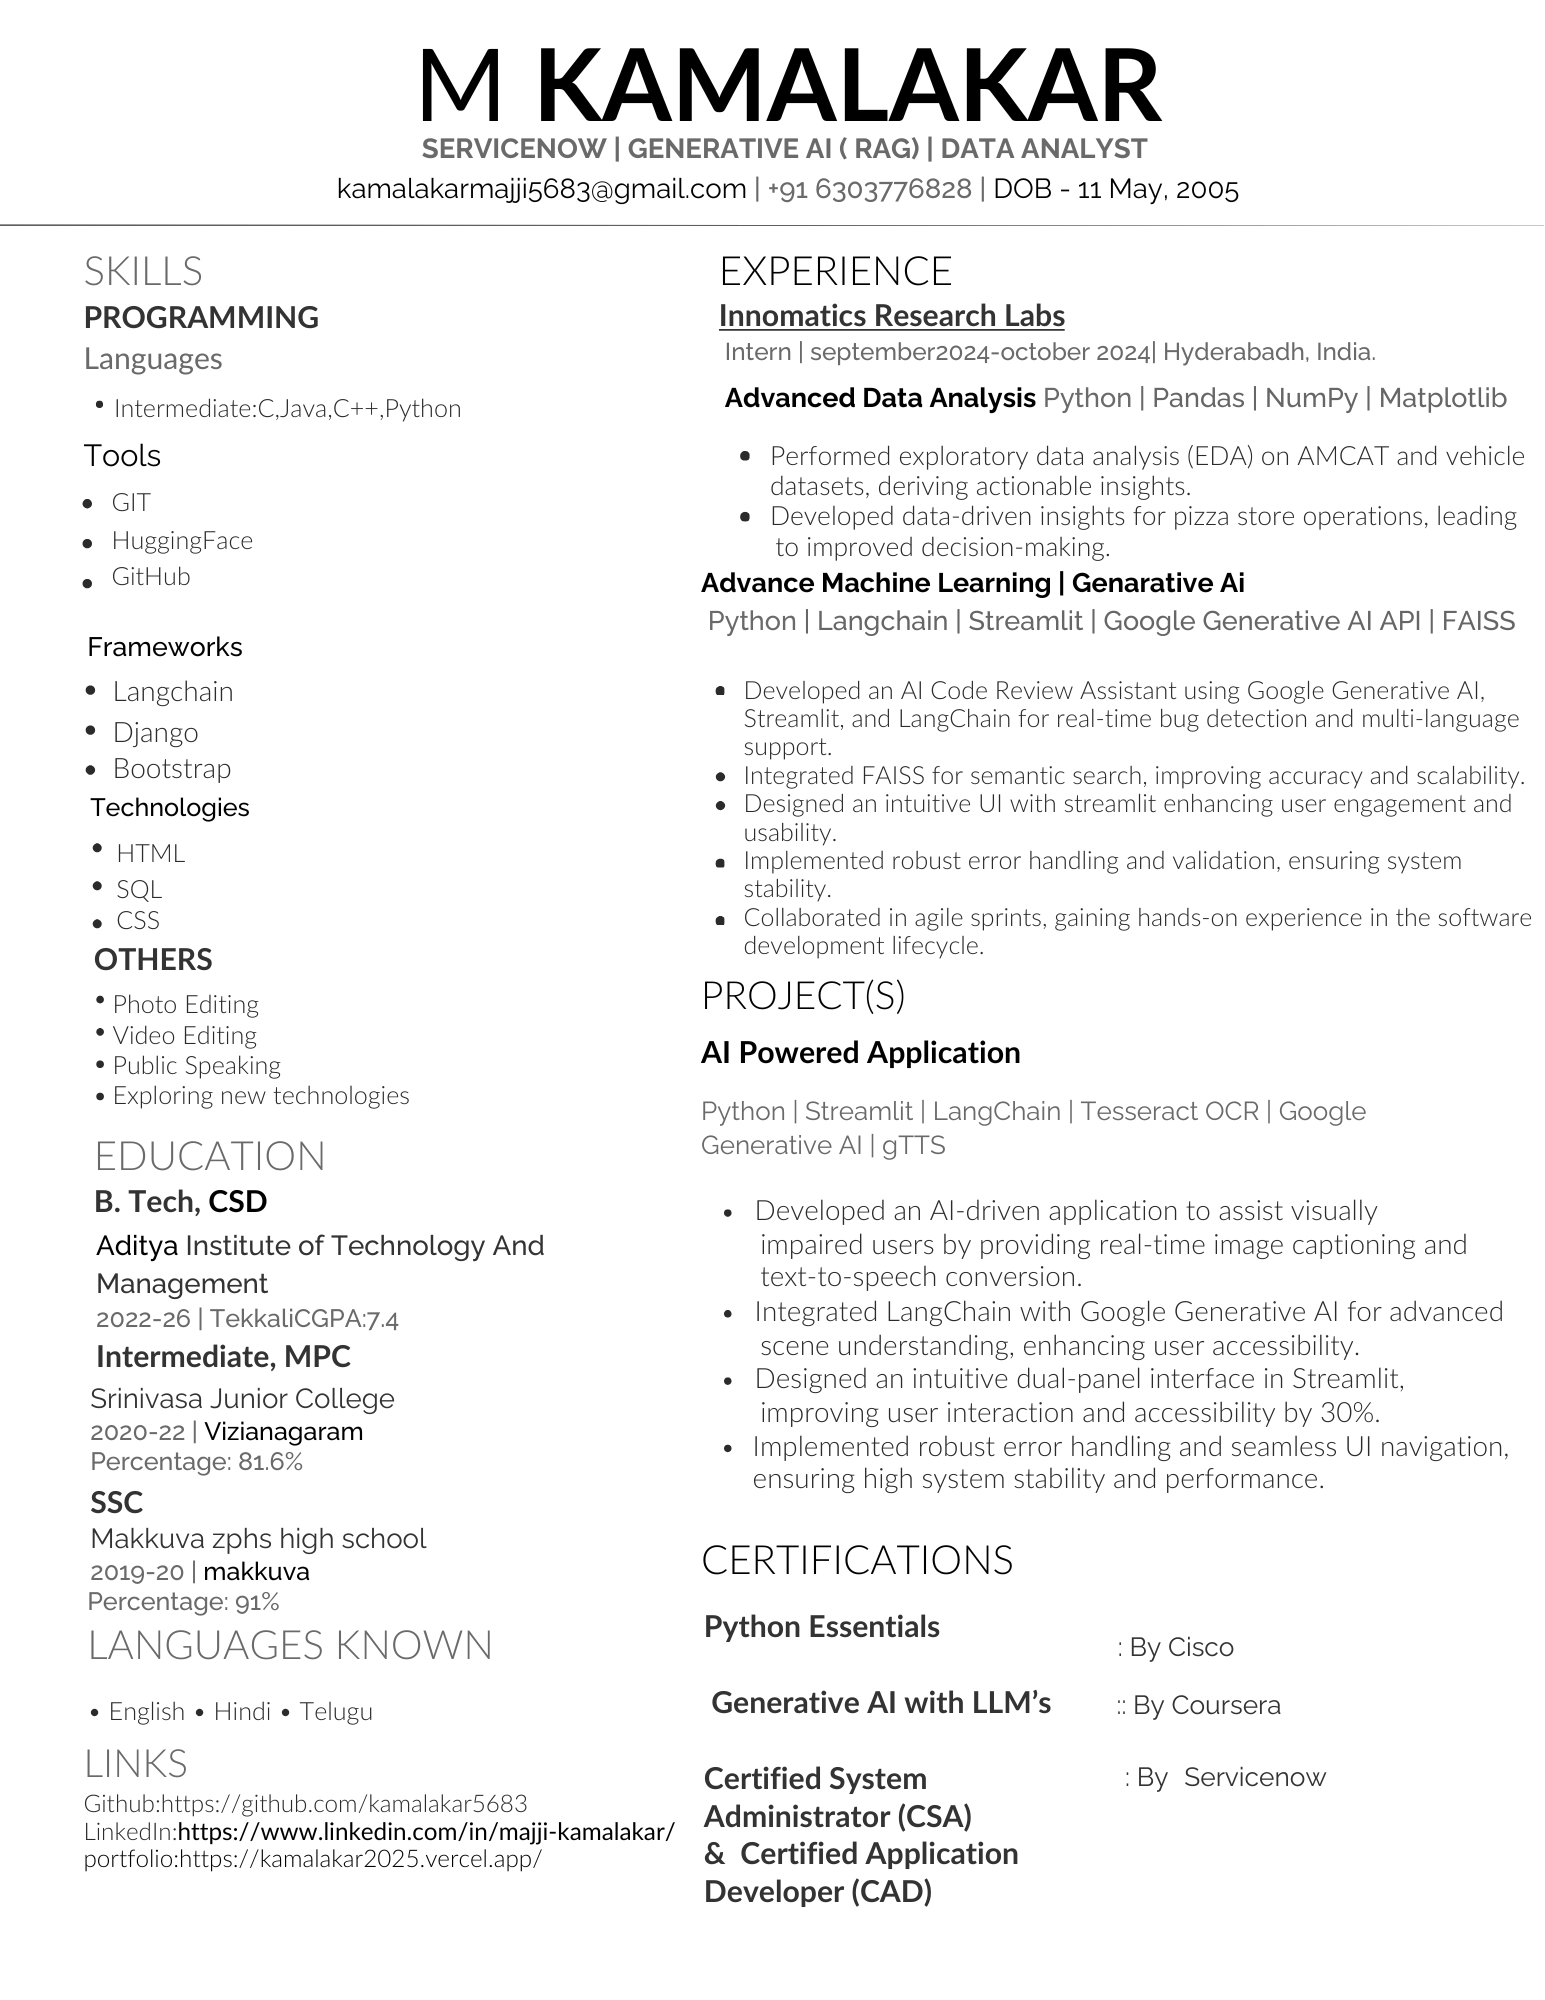 M KAMALAKAR
SERVICENOW | GENERATIVE AI ( RAG) | DATA ANALYST
kamalakarmajji5683@gmail.com | +91 6303776828 | DOB - 11 May, 2005
SKILLS
PROGRAMMING
Languages
• Intermediate:C,Java,C++,Python
Tools
• GIT
• HuggingFace
• GitHub
Frameworks
• Langchain
• Django
• Bootstrap
Technologies
• HTML
• SQL
• CSS
OTHERS
• Photo Editing
• Video Editing
• Public Speaking
• Exploring new technologies
EDUCATION
B. Tech, CSD
Aditya Institute of Technology And
Management
2022-26 | TekkaliCGPA:7.4
Intermediate, MPC
Srinivasa Junior College
2020-22 | Vizianagaram
Percentage: 81.6%
SSC
Makkuva zphs high school
2019-20 | makkuva
Percentage: 91%
LANGUAGES KNOWN
• English • Hindi • Telugu
LINKS
Github:https://github.com/kamalakar5683
LinkedIn:https://www.linkedin.com/in/majji-kamalakar/
portfolio:https://kamalakar2025.vercel.app/
EXPERIENCE
Innomatics Research Labs
Intern | september2024-october 2024| Hyderabadh, India.
Advanced Data Analysis Python | Pandas | NumPy | Matplotlib
• Performed exploratory data analysis (EDA) on AMCAT and vehicle
datasets, deriving actionable insights.
• Developed data-driven insights for pizza store operations, leading
to improved decision-making.
Advance Machine Learning | Genarative Ai
Python | Langchain | Streamlit | Google Generative AI API | FAISS
• Developed an AI Code Review Assistant using Google Generative AI,
Streamlit, and LangChain for real-time bug detection and multi-language
support.
• Integrated FAISS for semantic search, improving accuracy and scalability.
• Designed an intuitive UI with streamlit enhancing user engagement and
usability.
• Implemented robust error handling and validation, ensuring system
stability.
• Collaborated in agile sprints, gaining hands-on experience in the software
development lifecycle.
PROJECT(S)
AI Powered Application
Python | Streamlit | LangChain | Tesseract OCR | Google
Generative AI | gTTS
• Developed an AI-driven application to assist visually
impaired users by providing real-time image captioning and
text-to-speech conversion.
• Integrated LangChain with Google Generative AI for advanced
scene understanding, enhancing user accessibility.
• Designed an intuitive dual-panel interface in Streamlit,
improving user interaction and accessibility by 30%.
• Implemented robust error handling and seamless UI navigation,
ensuring high system stability and performance.
CERTIFICATIONS
Python Essentials : By Cisco
Generative AI with LLM’s :: By Coursera
Certified System : By Servicenow
Administrator (CSA)
& Certified Application
Developer (CAD)